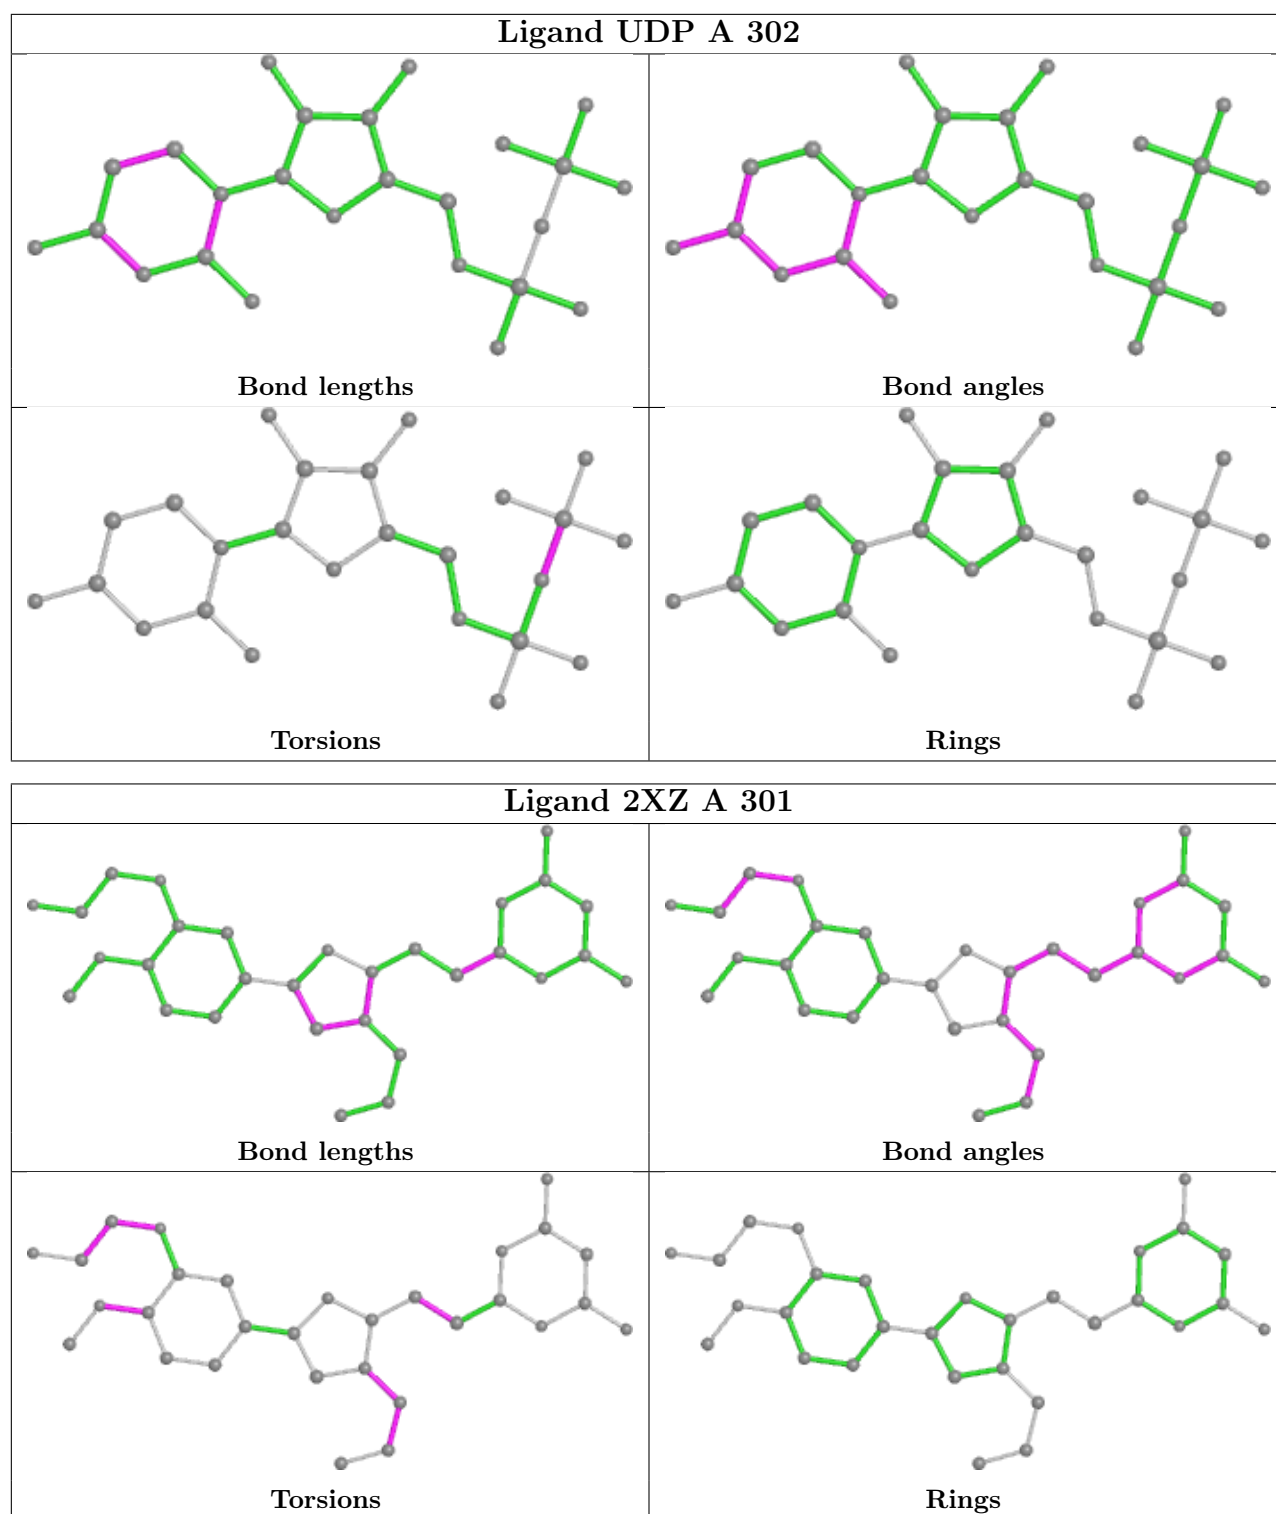 Ligand UDP A 302
Bond lengths
Bond angles
Torsions
Rings
Ligand 2XZ A 301
Bond lengths
Bond angles
Torsions
Rings